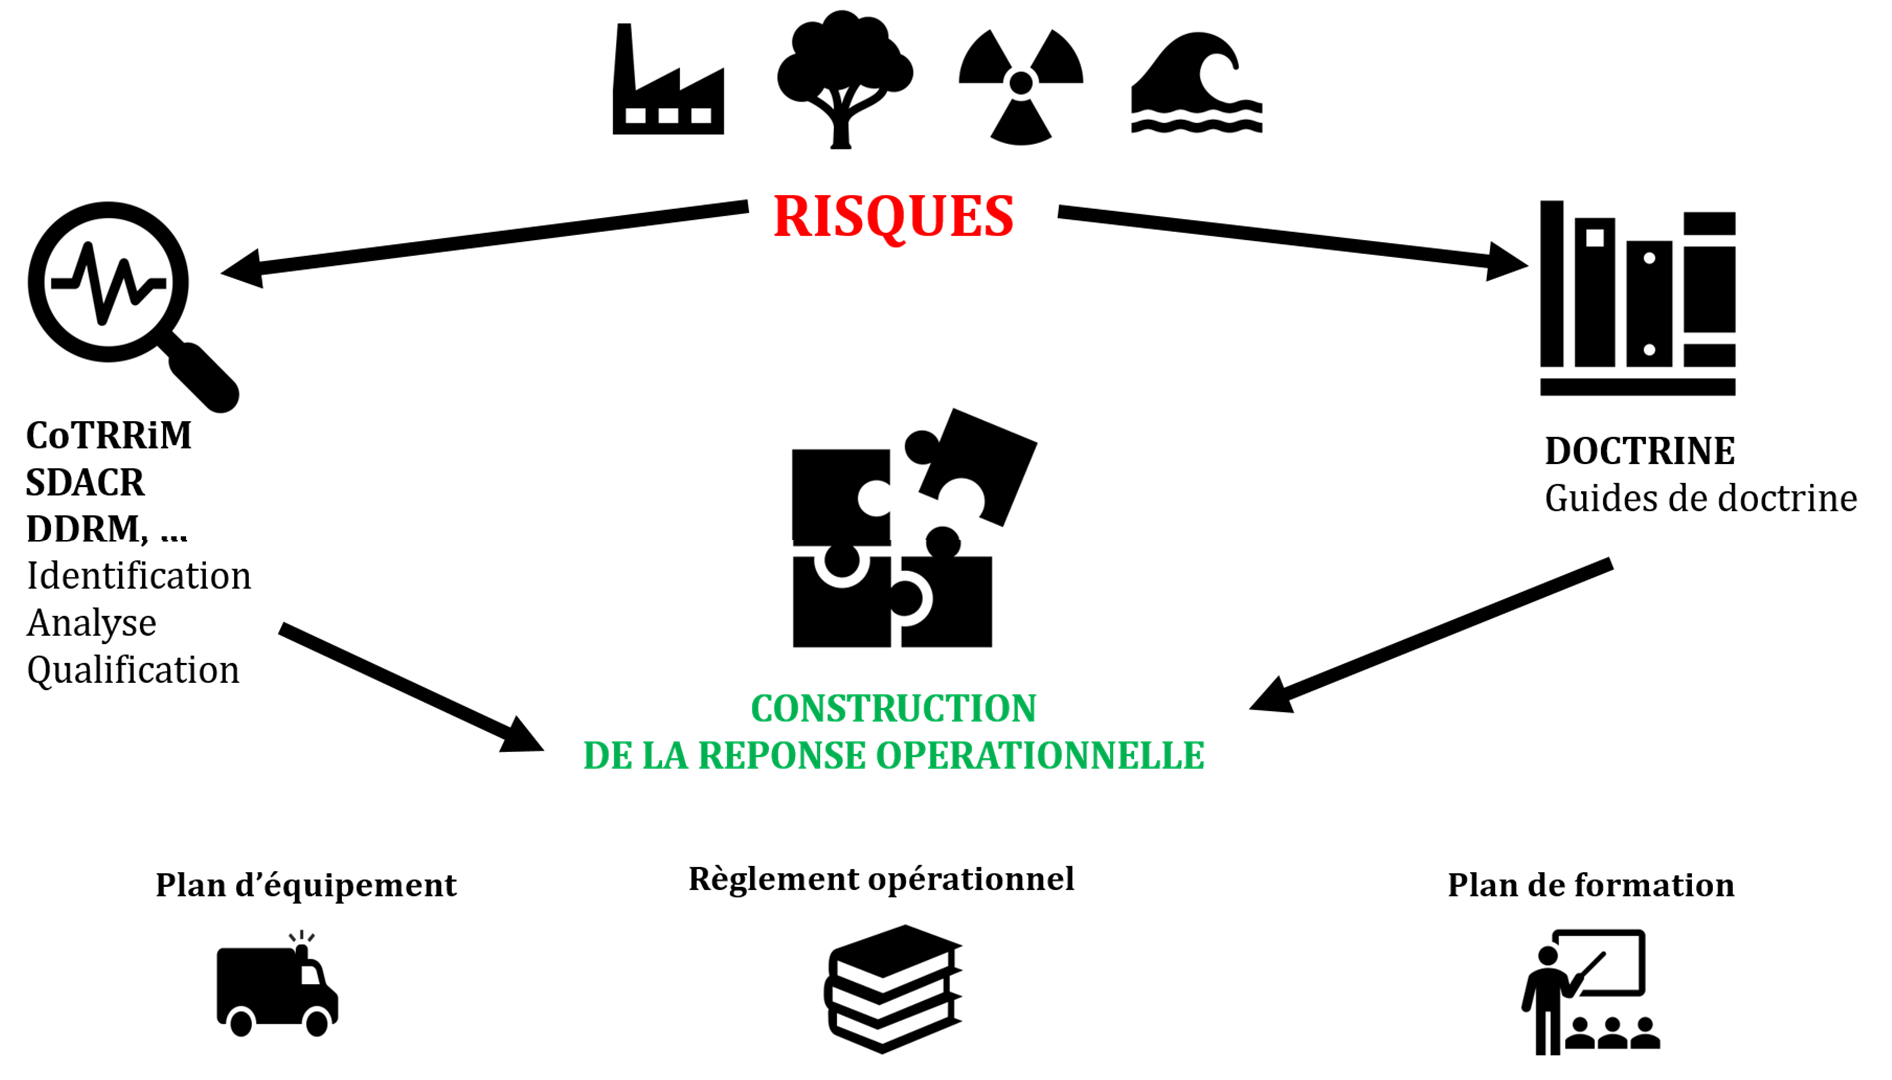 RISQUES
CoTRRiM
SDACR
DDRM, ...
Identification
Analyse
Qualification
DOCTRINE
Guides de doctrine
CONSTRUCTION
DE LA REPONSE OPERATIONNELLE
Plan d’équipement
Règlement opérationnel
Plan de formation